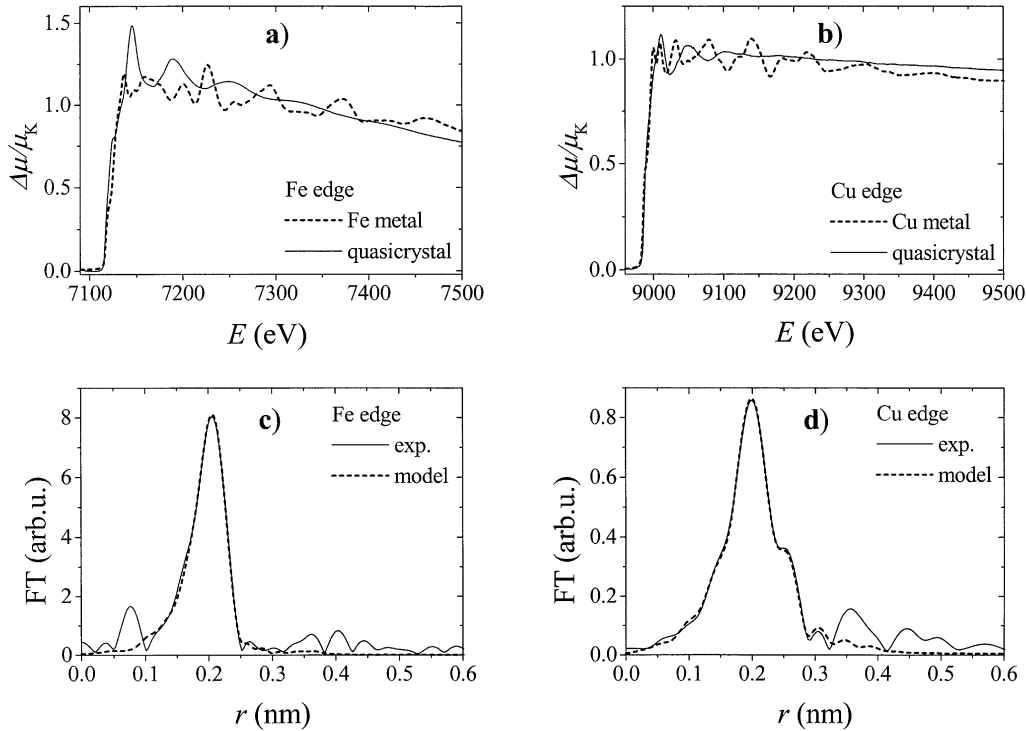 a)
1.5
1.0
0.5
0.0
Δμ/μK
Fe edge
Fe metal
quasicrystal
7100 7200 7300 7400 7500
E (eV)
b)
1.0
0.5
0.0
Δμ/μK
Cu edge
Cu metal
quasicrystal
9000 9100 9200 9300 9400 9500
E (eV)
c)
8
6
4
2
0
FT (arb.u.)
Fe edge
exp.
model
0.0 0.1 0.2 0.3 0.4 0.5 0.6
r (nm)
d)
0.8
0.6
0.4
0.2
0.0
FT (arb.u.)
Cu edge
exp.
model
0.0 0.1 0.2 0.3 0.4 0.5 0.6
r (nm)